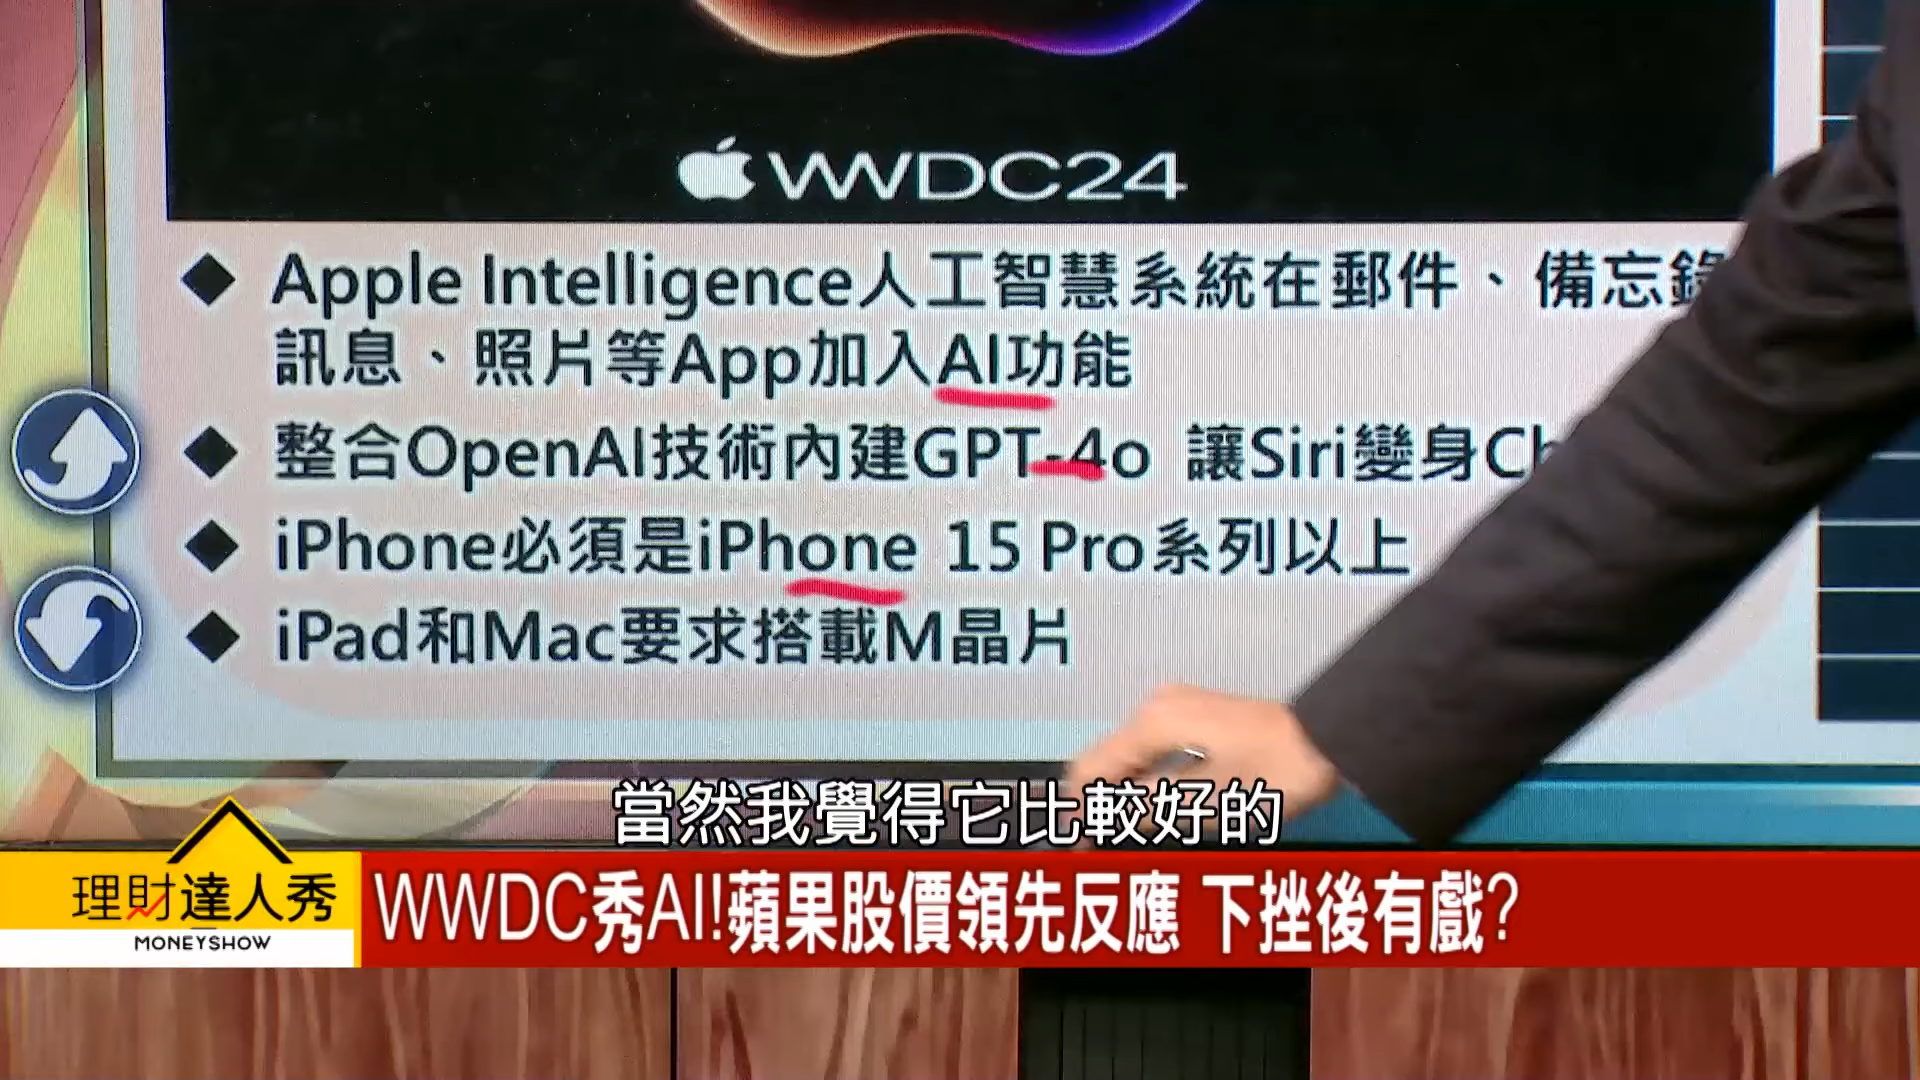 WWDC24
◆ Apple Intelligence人工智慧系統在郵件、備忘錄
訊息、照片等App加入AI功能
◆ 整合OpenAI技術內建GPT-4o 讓Siri變身Ch
◆ iPhone必須是iPhone 15 Pro系列以上
◆ iPad和Mac要求搭載M晶片
當然我覺得它比較好的
理財達人秀
MONEYSHOW
WWDC秀AI!蘋果股價領先反應 下挫後有戲?